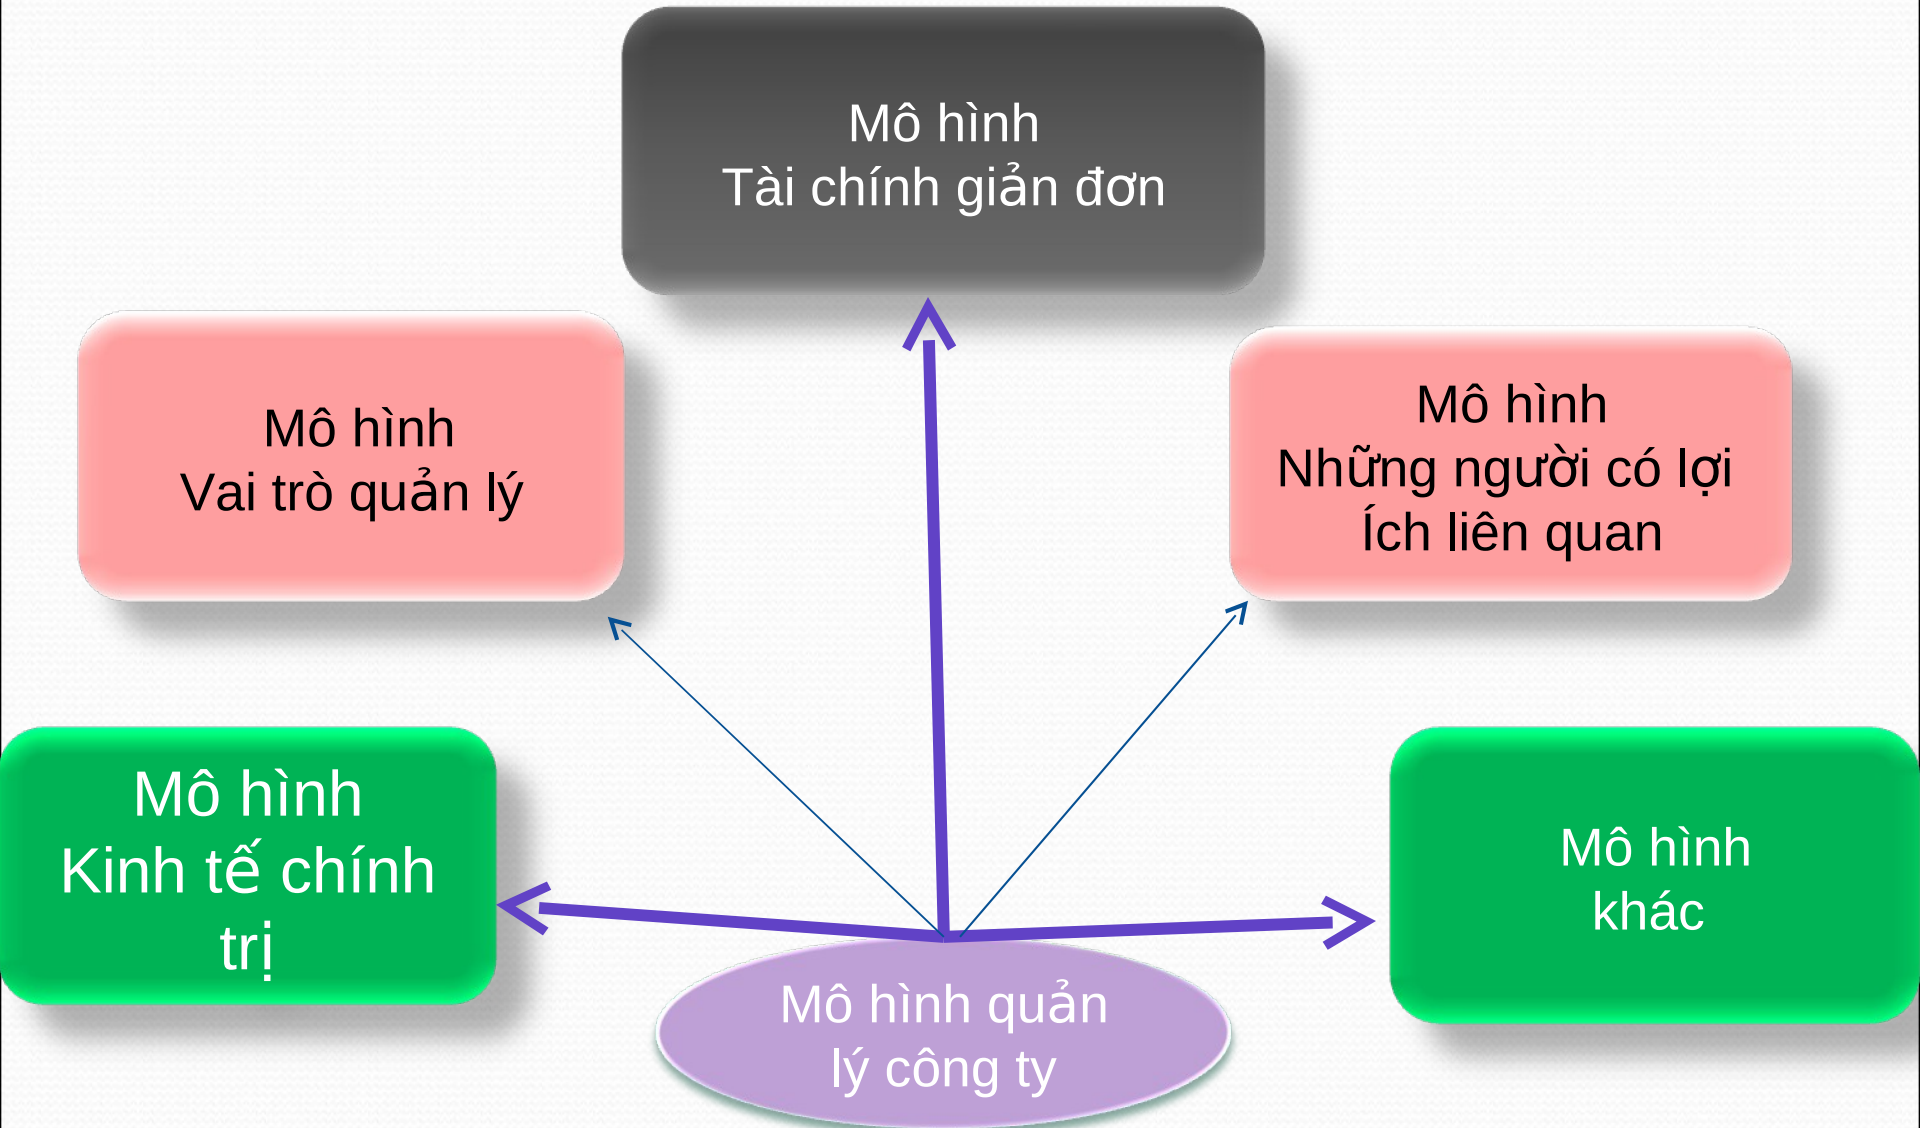 Mô hình
Tài chính giản đơn
Mô hình
Vai trò quản lý
Mô hình
Những người có lợi
Ích liên quan
Mô hình
Kinh tế chính
trị
Mô hình
khác
Mô hình quản
lý công ty